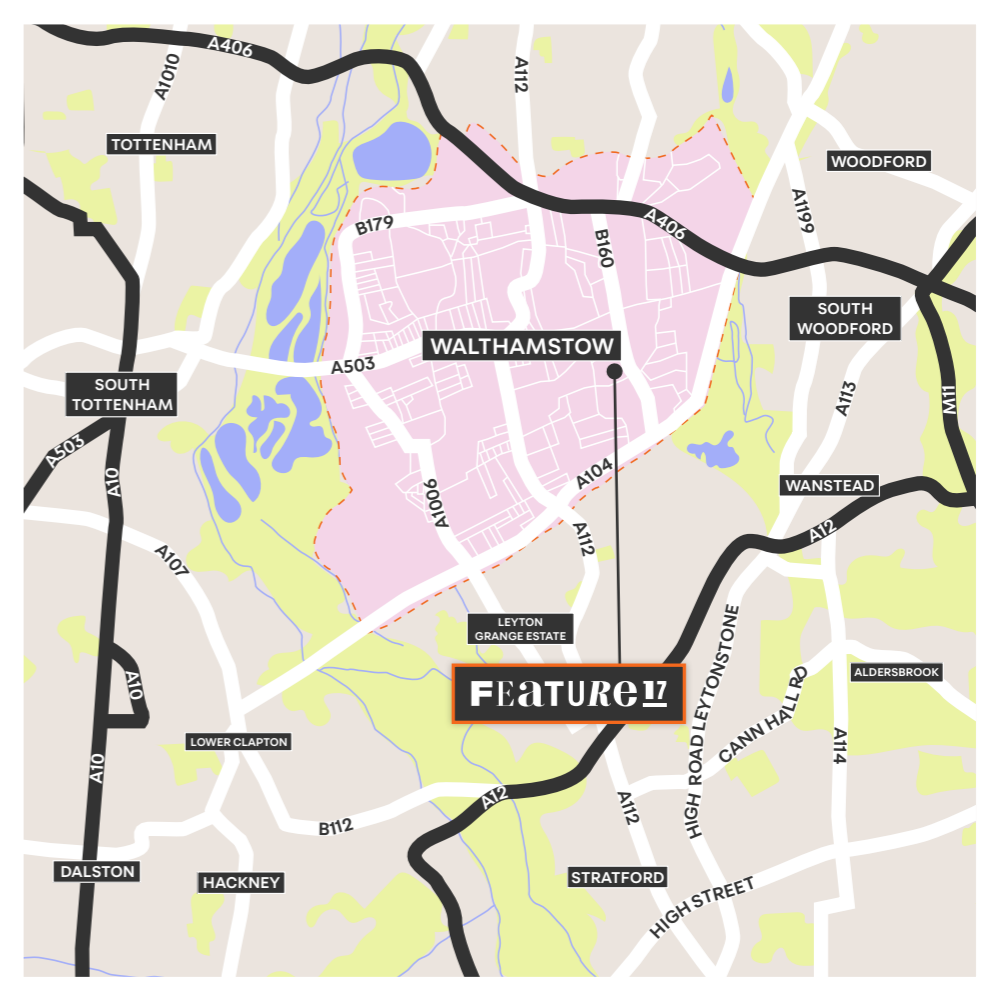 A406
A1010
A112
TOTTENHAM
WOODFORD
A1199
B179
A406
B160
SOUTH
WOODFORD
WALTHAMSTOW
A503
SOUTH
TOTTENHAM
A113
M11
A503
A10
A104
WANSTEAD
A1006
A12
A112
A107
LEYTON
GRANGE ESTATE
HIGH ROAD LEYTONSTONE
ALDERSBROOK
A10
FEATURE17
CANN HALL RD
LOWER CLAPTON
A114
A10
A12
A112
B112
DALSTON
HACKNEY
STRATFORD
HIGH STREET